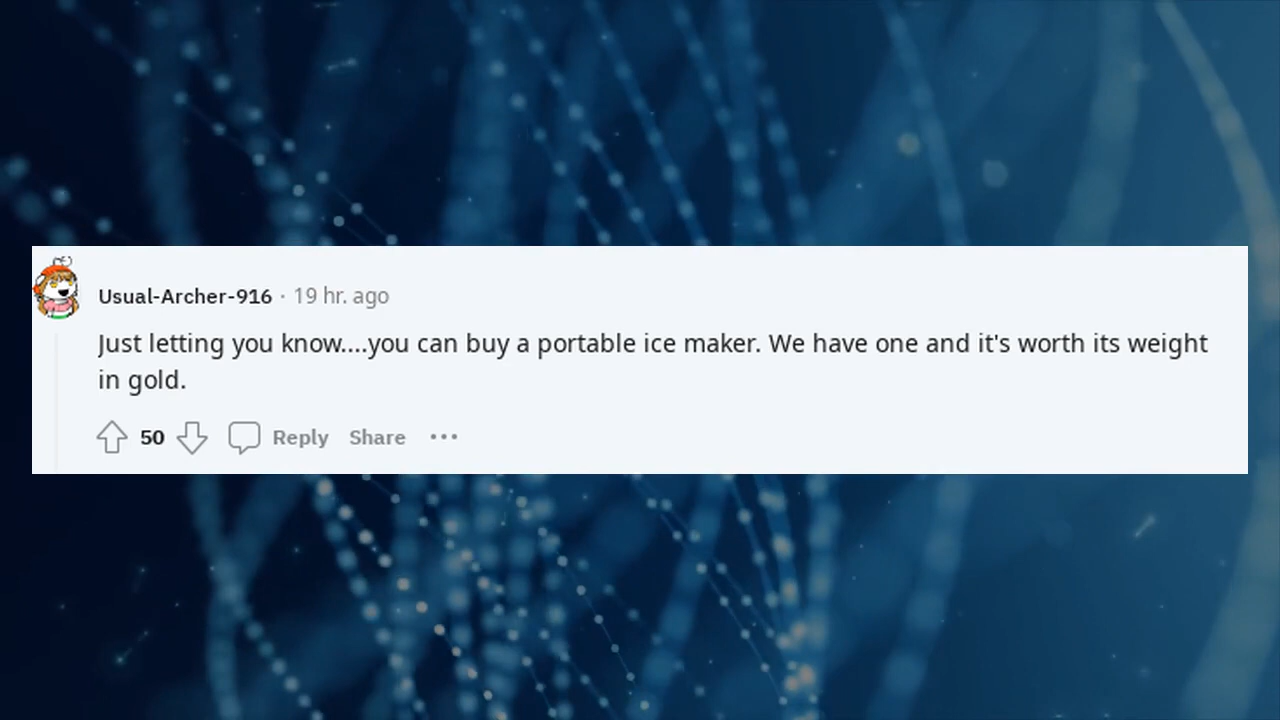 Usual-Archer-916 · 19 hr. ago
Just letting you know....you can buy a portable ice maker. We have one and it's worth its weight
in gold.
50 Reply Share ···